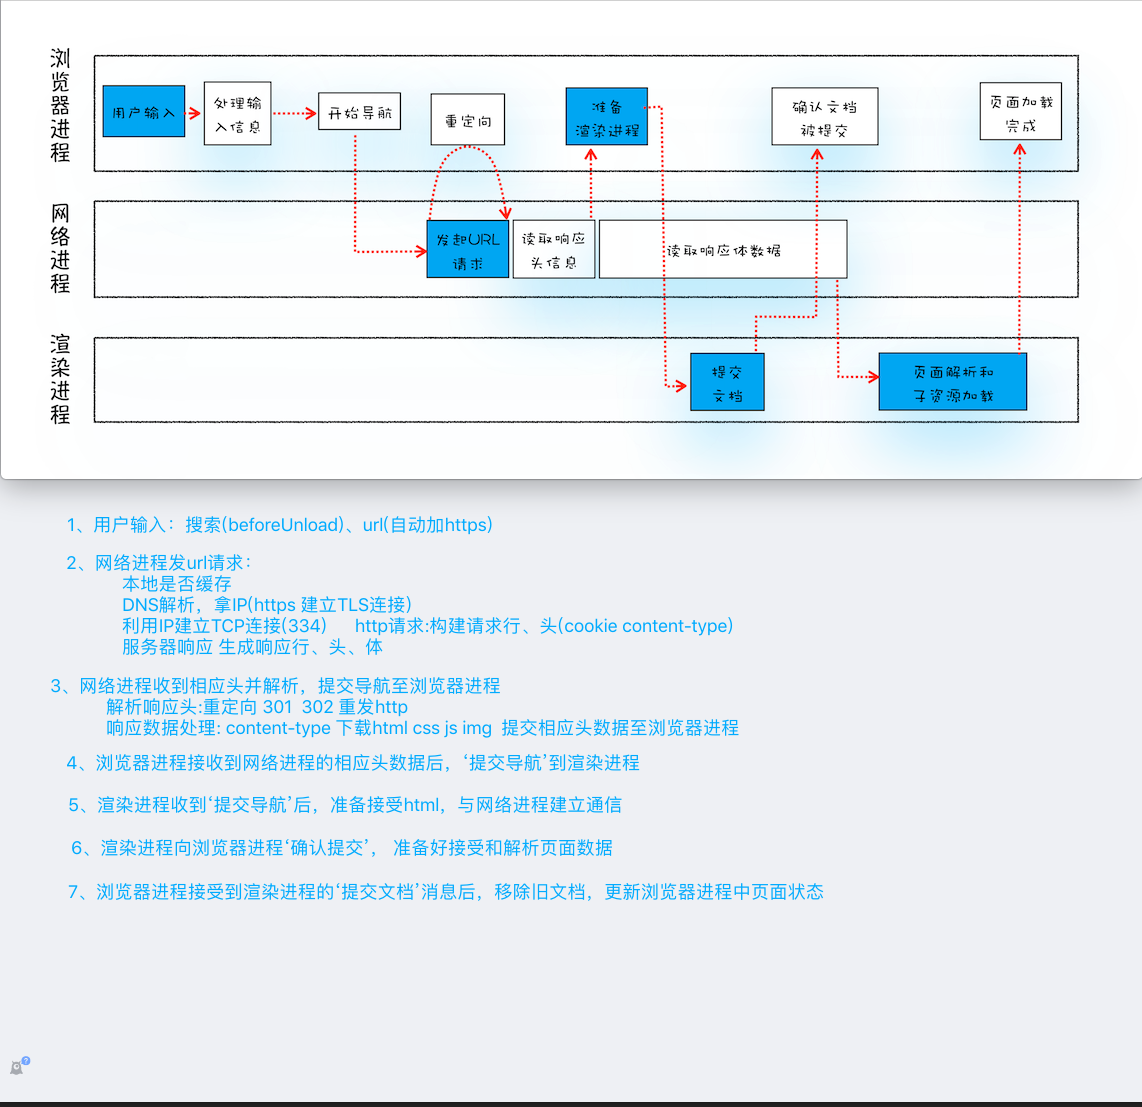 浏览器进程
用户输入
处理输
入信息
开始导航
重定向
准备
渲染进程
确认文档
被提交
页面加载
完成
网络进程
发起URL
请求
读取响应
头信息
读取响应体数据
渲染进程
提交
文档
页面解析和
子资源加载
1、用户输入：搜索(beforeUnload)、url(自动加https)
2、网络进程发url请求：
本地是否缓存
DNS解析，拿IP(https 建立TLS连接)
利用IP建立TCP连接(334) http请求:构建请求行、头(cookie content-type)
服务器响应 生成响应行、头、体
3、网络进程收到相应头并解析，提交导航至浏览器进程
解析响应头:重定向 301 302 重发http
响应数据处理: content-type 下载html css js img 提交相应头数据至浏览器进程
4、浏览器进程接收到网络进程的相应头数据后，‘提交导航’到渲染进程
5、渲染进程收到‘提交导航’后，准备接受html，与网络进程建立通信
6、渲染进程向浏览器进程‘确认提交’， 准备好接受和解析页面数据
7、浏览器进程接受到渲染进程的‘提交文档’消息后，移除旧文档，更新浏览器进程中页面状态
?